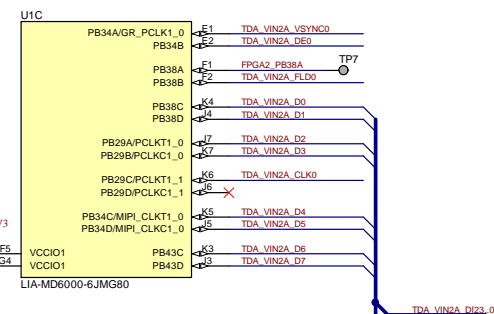 U1C
PB34A/GR_PCLK1_0 E1 TDA_VIN2A_VSYNC0
PB34B E2 TDA_VIN2A_DE0
TP7
PB38A F1 FPGA2_PB38A
PB38B F2 TDA_VIN2A_FLD0
PB38C K4 TDA_VIN2A_D0
PB38D J4 TDA_VIN2A_D1
PB29A/PCLKT1_0 J7 TDA_VIN2A_D2
PB29B/PCLKC1_0 K7 TDA_VIN2A_D3
PB29C/PCLKT1_1 K6 TDA_VIN2A_CLK0
PB29D/PCLKC1_1 J6
PB34C/MIPI_CLKT1_0 K5 TDA_VIN2A_D4
PB34D/MIPI_CLKC1_0 J5 TDA_VIN2A_D5
F5 VCCIO1 PB43C K3 TDA_VIN2A_D6
G4 VCCIO1 PB43D J3 TDA_VIN2A_D7
LIA-MD6000-6JMG80
TDA_VIN2A_D[23..0